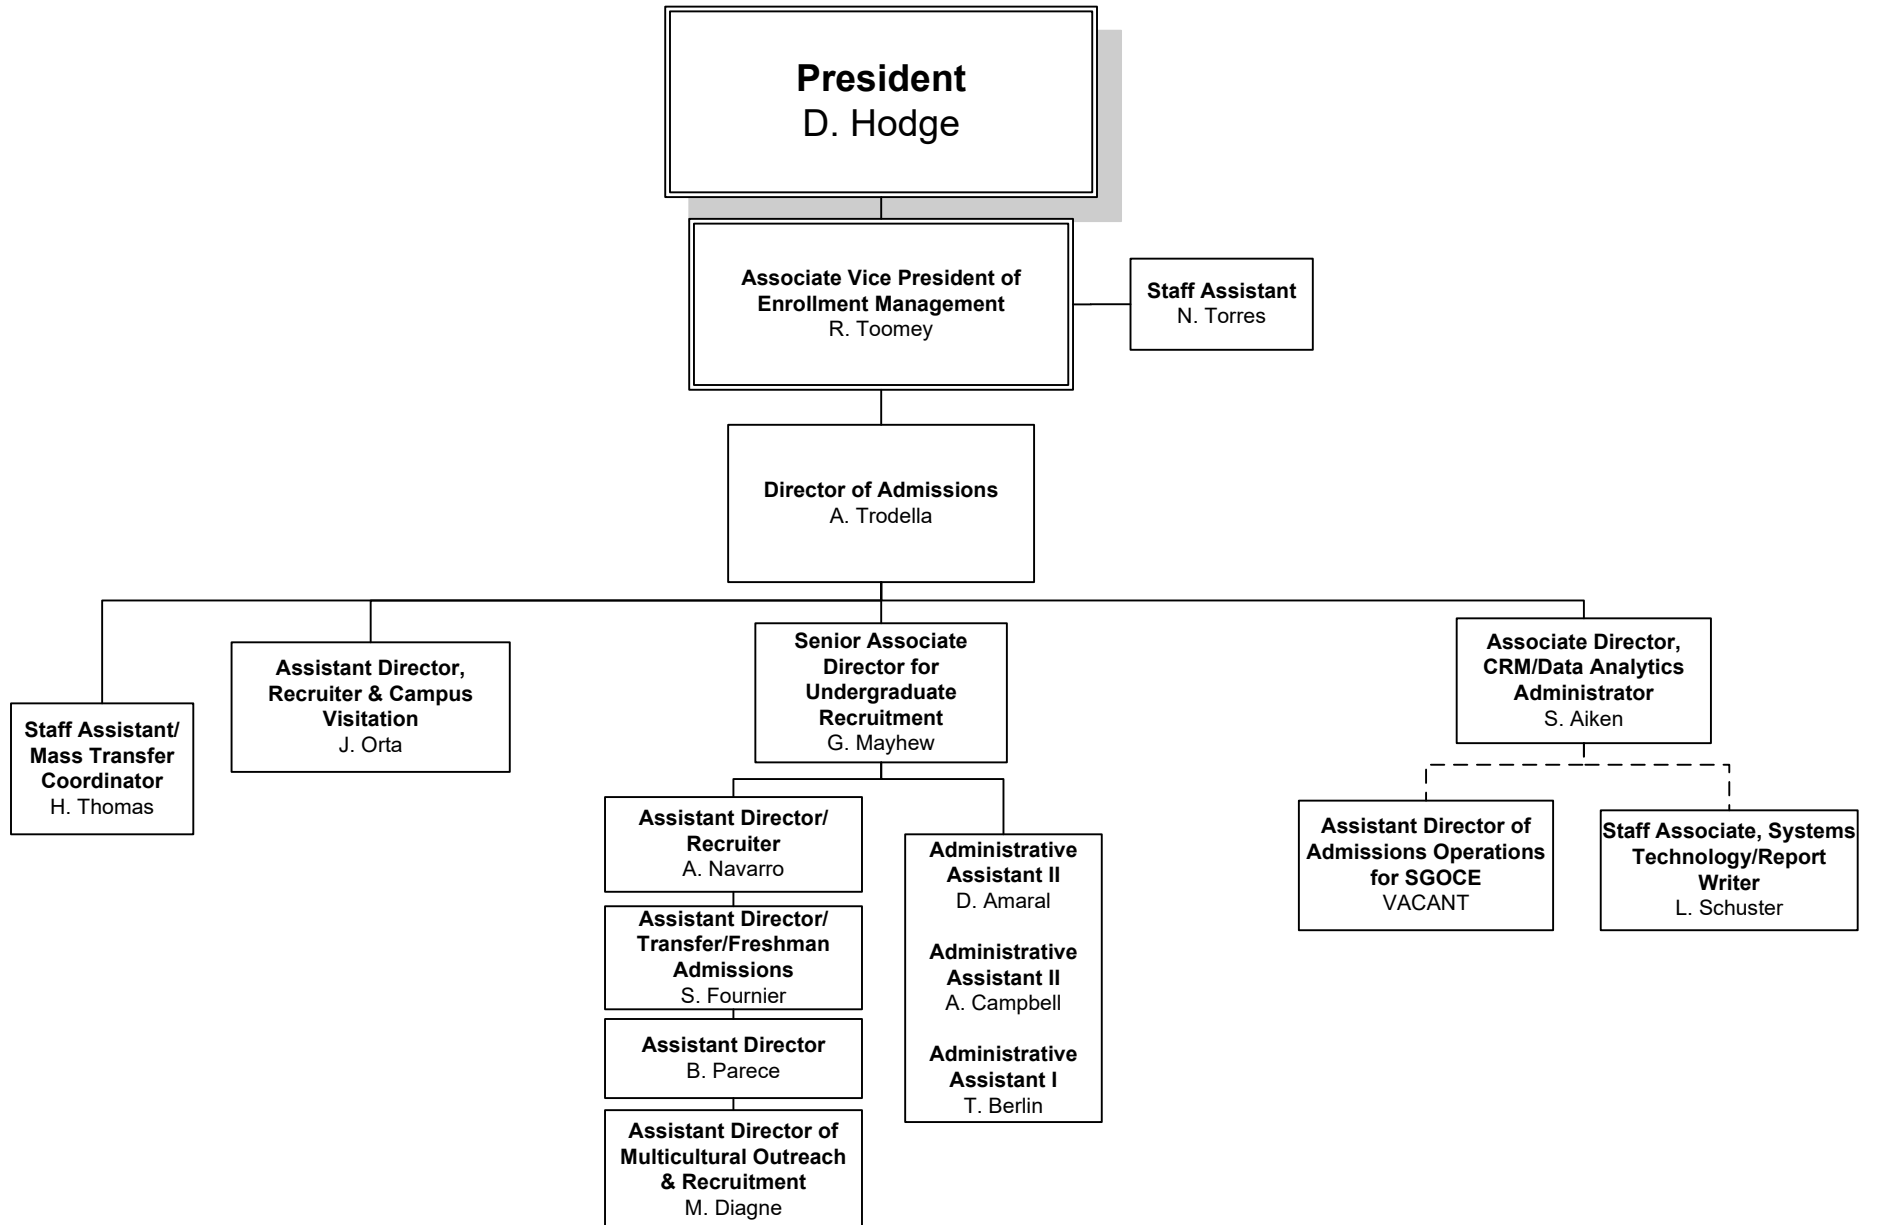 President
D. Hodge
Associate Vice President of
Enrollment Management
R. Toomey
Staff Assistant
N. Torres
Director of Admissions
A. Trodella
Staff Assistant/
Mass Transfer
Coordinator
H. Thomas
Assistant Director,
Recruiter & Campus
Visitation
J. Orta
Senior Associate
Director for
Undergraduate
Recruitment
G. Mayhew
Assistant Director/
Recruiter
A. Navarro
Assistant Director/
Transfer/Freshman
Admissions
S. Fournier
Assistant Director
B. Parece
Assistant Director of
Multicultural Outreach
& Recruitment
M. Diagne
Administrative
Assistant II
D. Amaral
Administrative
Assistant II
A. Campbell
Administrative
Assistant I
T. Berlin
Associate Director,
CRM/Data Analytics
Administrator
S. Aiken
Assistant Director of
Admissions Operations
for SGOCE
VACANT
Staff Associate, Systems
Technology/Report
Writer
L. Schuster